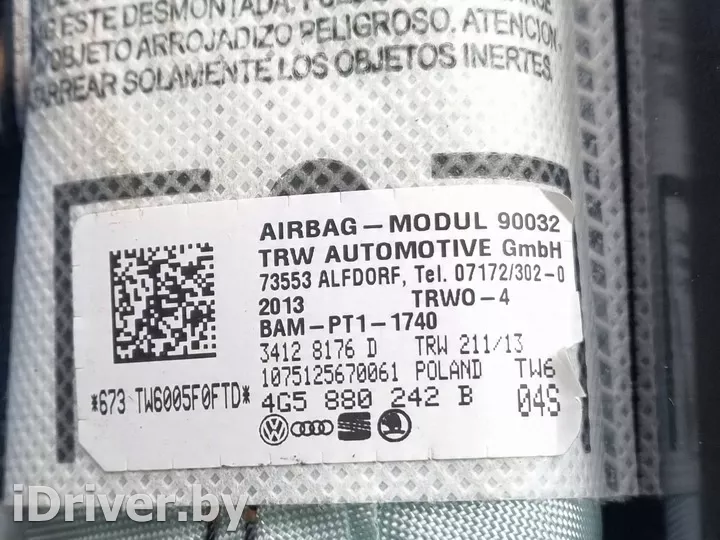 ESTE DESMONTADA,
OBJETO ARROJADIZO PELIGROSO. ATENCION,
SOLAMENTE LOS OBJETOS INERTES.
AIRBAG-MODUL 90032
TRW AUTOMOTIVE GmbH
73553 ALFDORF, Tel. 07172/302-0
2013 TRWO-4
BAM-PT1-1740
3412 8176 D TRW 211/13
1075125670061 POLAND TW6
*673 TW6005F0FTD* 4G5 880 242 B 04S
iDriver.by